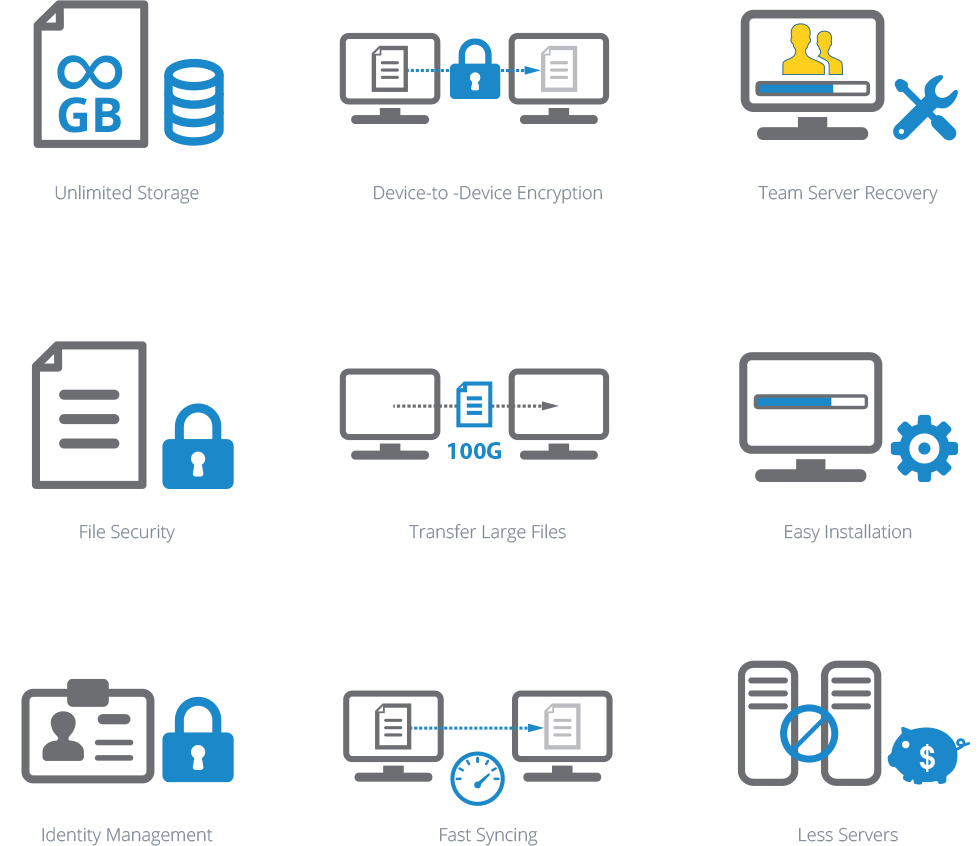 GB
Unlimited Storage
Device-to -Device Encryption
Team Server Recovery
100G
File Security
Transfer Large Files
Easy Installation
$
Identity Management
Fast Syncing
Less Servers